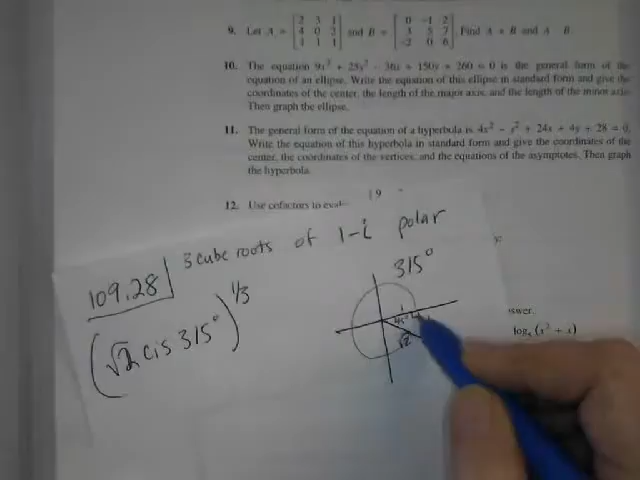 9. Let A = [2 3 1; 4 0 2; 1 1 1] and B = [0 -1 2; 3 5 7; -2 0 6]. Find A B and A B.
10. The equation 9x² + 25y² - 36x + 150y + 260 = 0 is the general form of the
equation of an ellipse. Write the equation of this ellipse in standard form and give the
coordinates of the center, the length of the major axis, and the length of the minor axis.
Then graph the ellipse.
11. The general form of the equation of a hyperbola is 4x² - y² + 24x + 4y + 28 = 0.
Write the equation of this hyperbola in standard form and give the coordinates of the
center, the coordinates of the vertices, and the equations of the asymptotes. Then graph
the hyperbola.
12. Use cofactors to
109.28 3 cube roots of 1-i polar
(√2 cis 315°)^1/3
315°
1
45°
√2
swer.